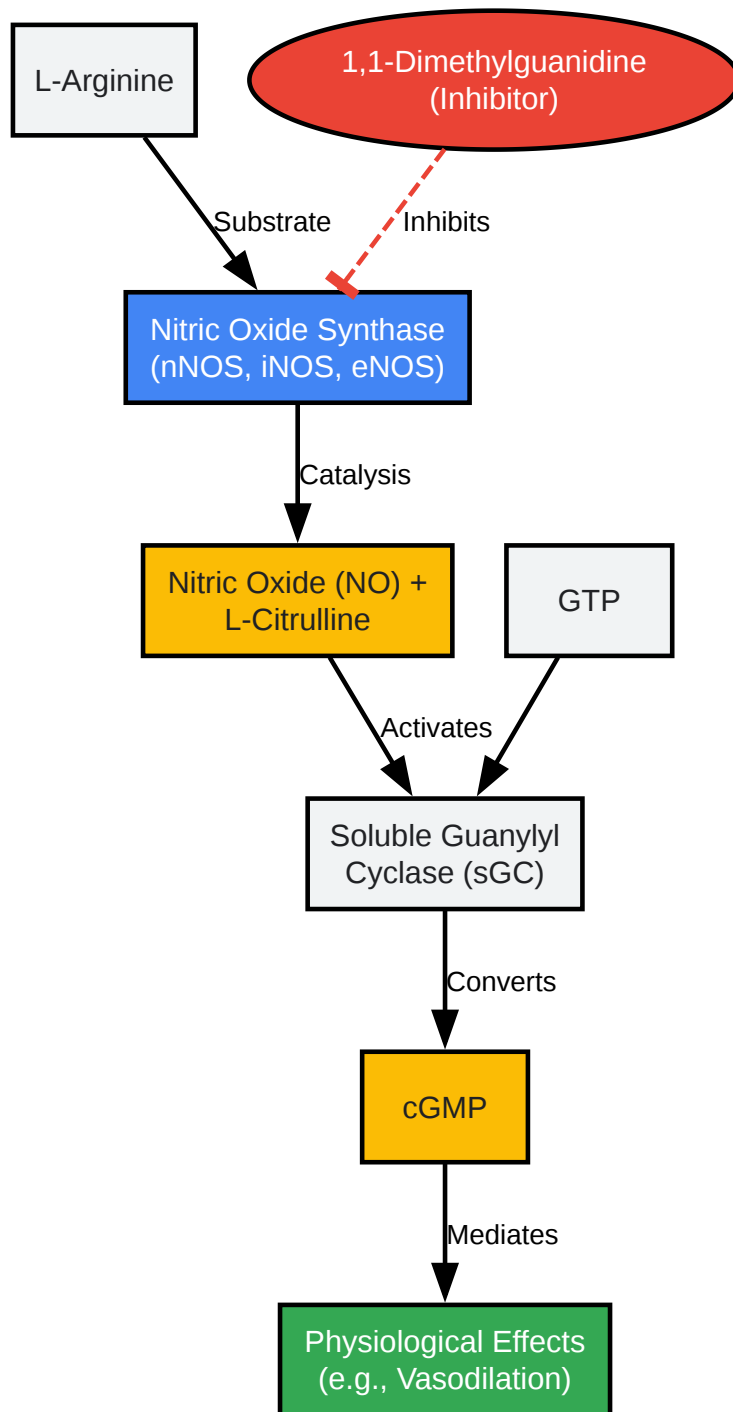 L-Arginine
1,1-Dimethylguanidine
(Inhibitor)
Substrate
Inhibits
Nitric Oxide Synthase
(nNOS, iNOS, eNOS)
Catalysis
Nitric Oxide (NO) +
L-Citrulline
GTP
Activates
Soluble Guanylyl
Cyclase (sGC)
Converts
cGMP
Mediates
Physiological Effects
(e.g., Vasodilation)